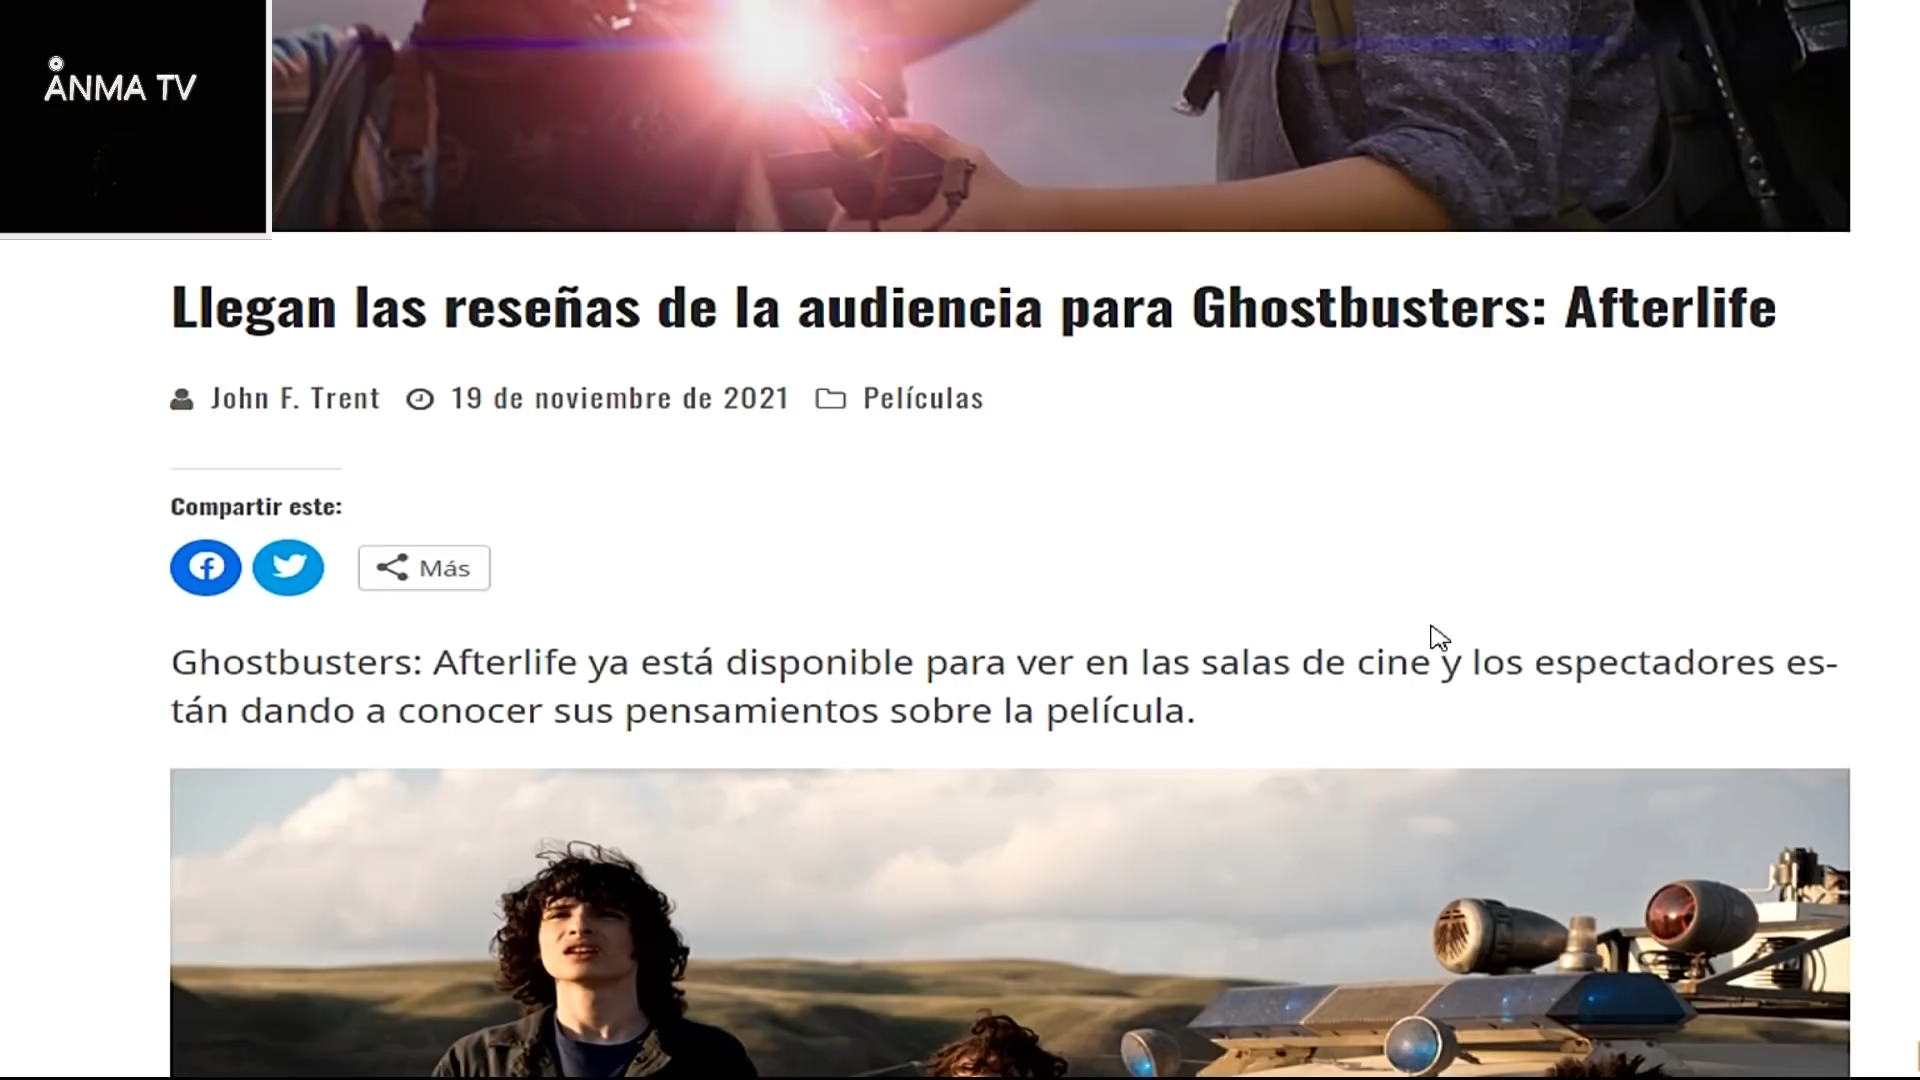 ÅNMA TV
Llegan las reseñas de la audiencia para Ghostbusters: Afterlife
John F. Trent 19 de noviembre de 2021 Películas
Compartir este:
Más
Ghostbusters: Afterlife ya está disponible para ver en las salas de cine y los espectadores es-
tán dando a conocer sus pensamientos sobre la película.